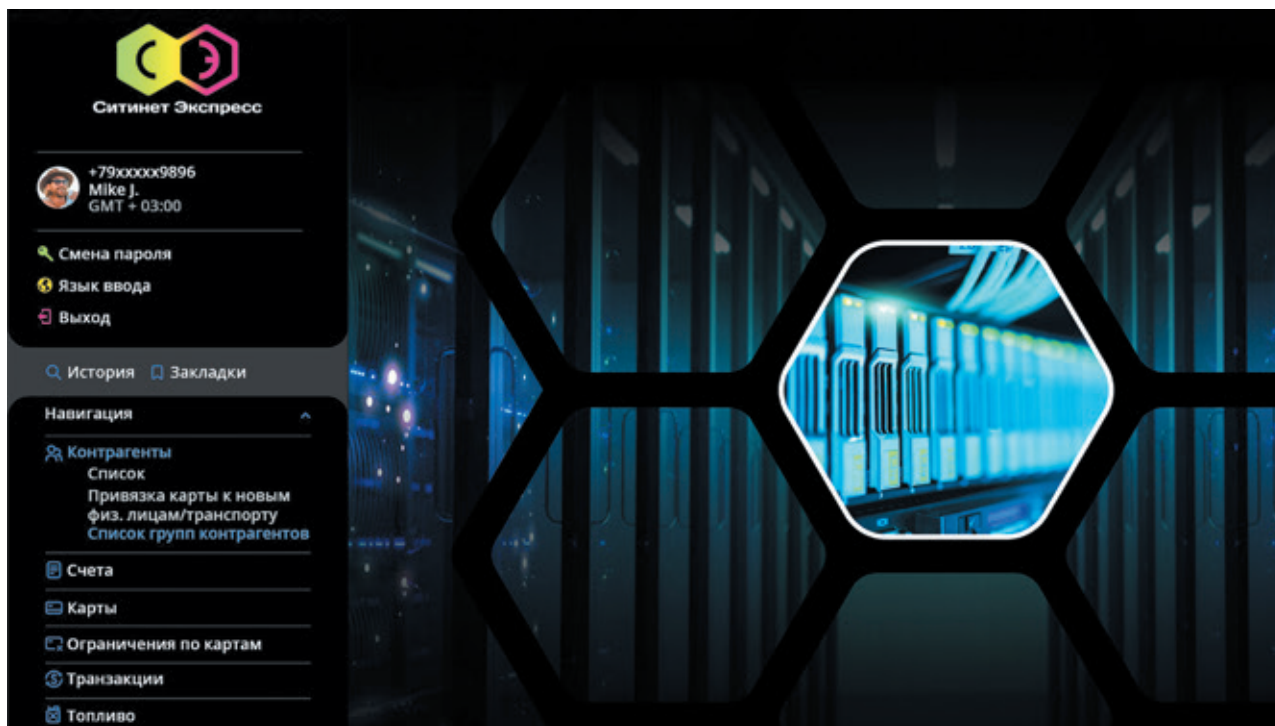 СЭ
Ситинет Экспресс
+79xxxxx9896
Mike J.
GMT + 03:00
Смена пароля
Язык ввода
Выход
История Закладки
Навигация
Контрагенты
Список
Привязка карты к новым
физ. лицам/транспорту
Список групп контрагентов
Счета
Карты
Ограничения по картам
Транзакции
Топливо